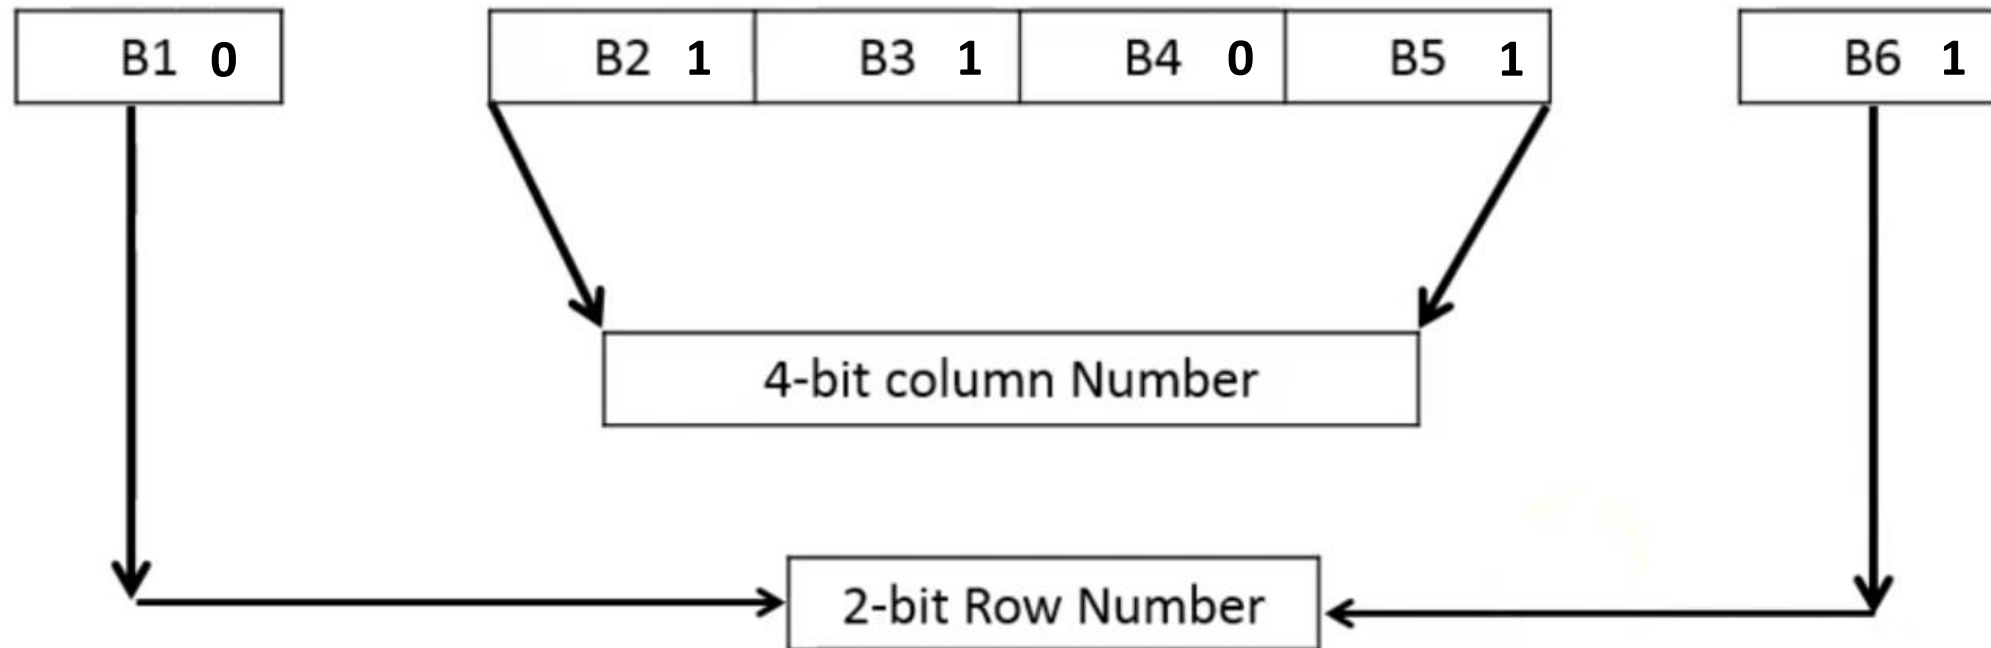 B1 0 B2 1 B3 1 B4 0 B5 1 B6 1
4-bit column Number
2-bit Row Number